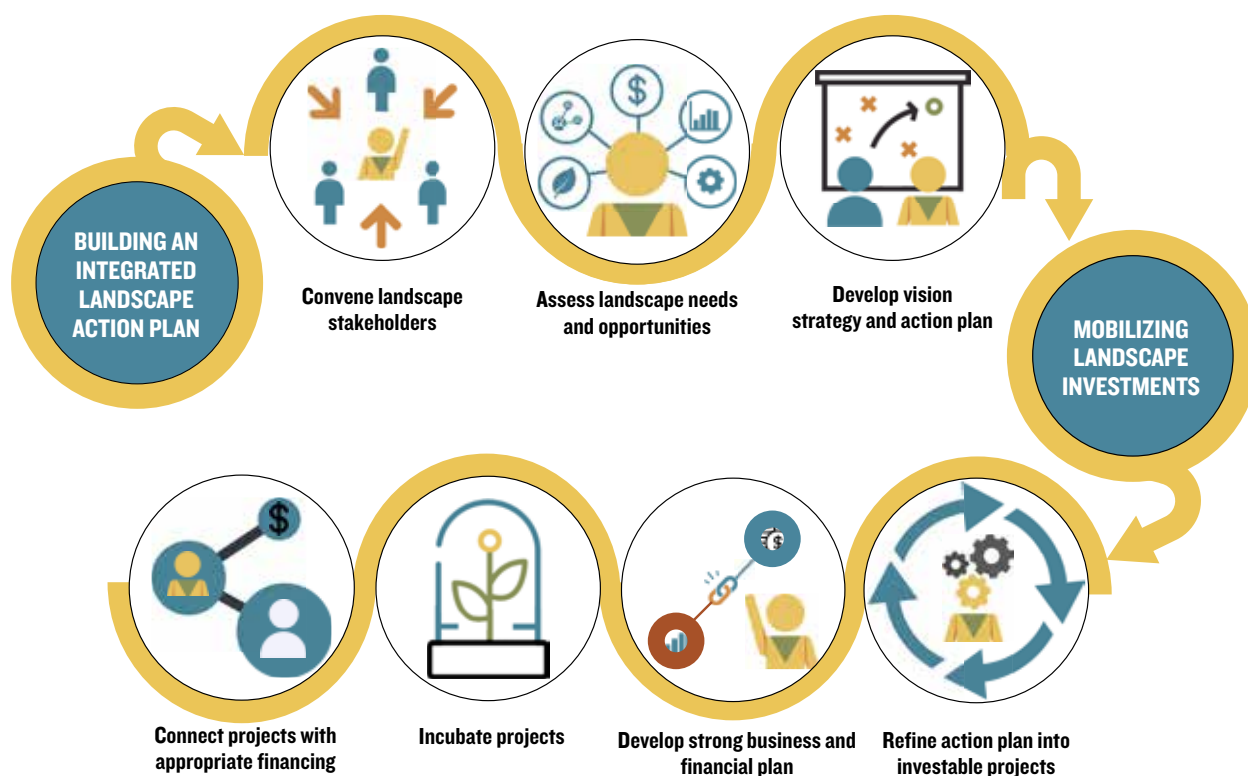 BUILDING AN
INTEGRATED
LANDSCAPE
ACTION PLAN
$
Convene landscape
stakeholders
Assess landscape needs
and opportunities
Develop vision
strategy and action plan
MOBILIZING
LANDSCAPE
INVESTMENTS
Refine action plan into
investable projects
$
Develop strong business and
financial plan
Incubate projects
$
Connect projects with
appropriate financing